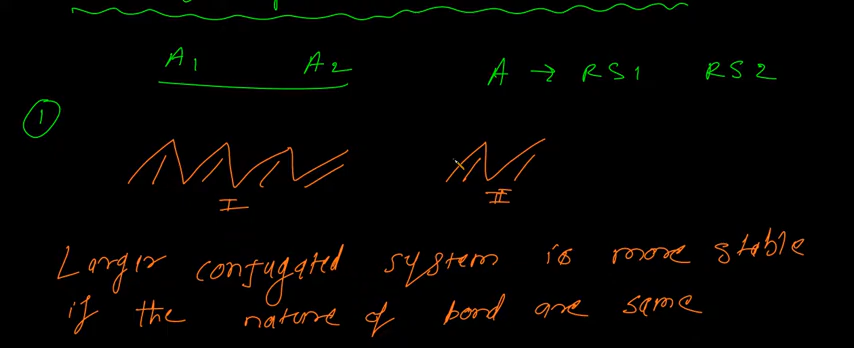 A1 A2 A → RS1 RS2
1
I II
Larger conjugated system is more stable
if the nature of bond are same